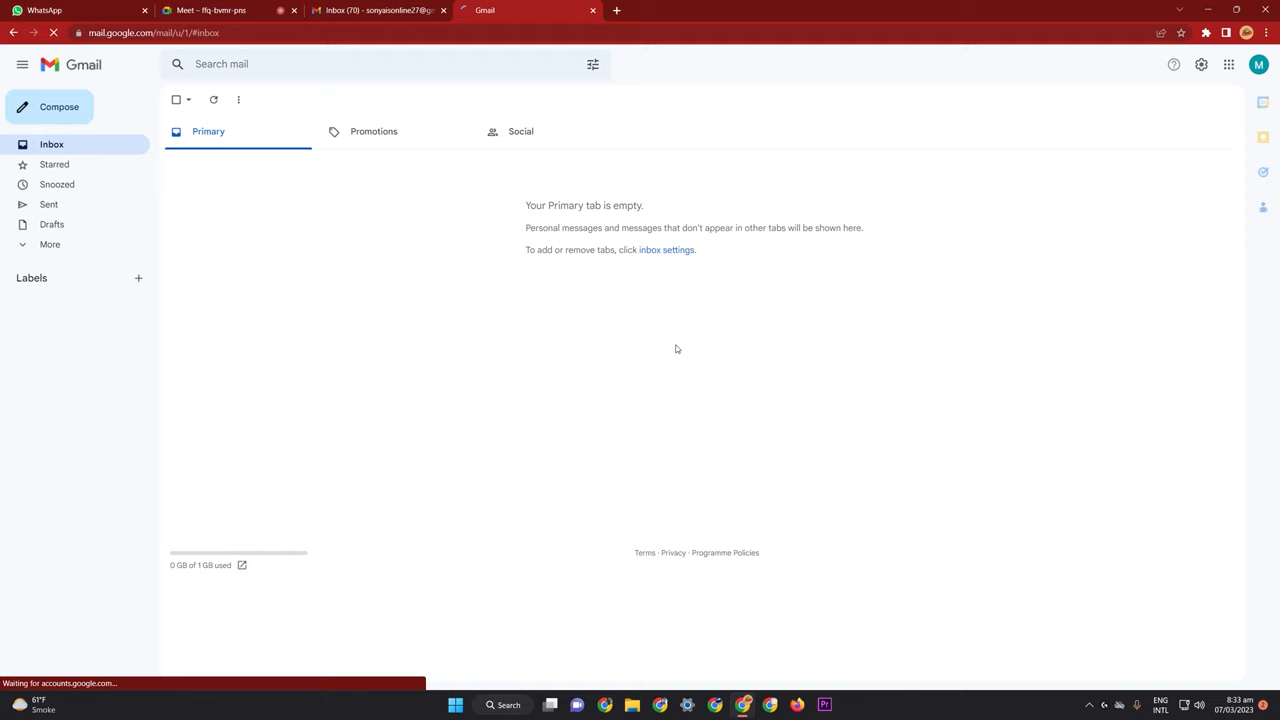 WhatsApp
Meet – ffq-bvmr-pns
Inbox (70) - sonyaisonline27@gm
Gmail
mail.google.com/mail/u/1/#inbox
Gmail
Search mail
M
Compose
Primary
Promotions
Social
Inbox
Starred
Snoozed
Sent
Drafts
More
Labels
Your Primary tab is empty.
Personal messages and messages that don't appear in other tabs will be shown here.
To add or remove tabs, click inbox settings.
Terms · Privacy · Programme Policies
0 GB of 1 GB used
Waiting for accounts.google.com...
61°F
Smoke
Search
Pr
ENG
INTL
8:33 am
07/03/2023
2